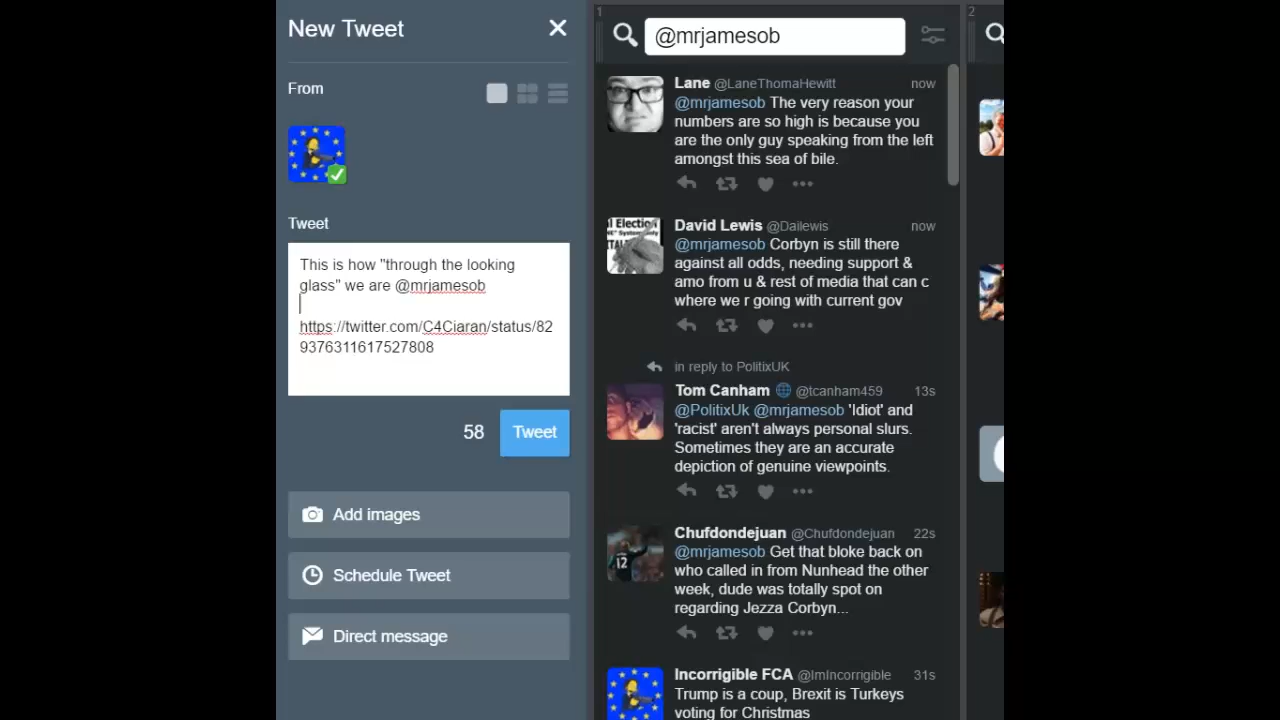 New Tweet
From
Tweet
This is how "through the looking
glass" we are @mrjamesob
https://twitter.com/C4Ciaran/status/82
9376311617527808
58
Tweet
Add images
Schedule Tweet
Direct message
1
@mrjamesob
2
Lane @LaneThomaHewitt now
@mrjamesob The very reason your
numbers are so high is because you
are the only guy speaking from the left
amongst this sea of bile.
David Lewis @Dailewis now
@mrjamesob Corbyn is still there
against all odds, needing support &
amo from u & rest of media that can c
where we r going with current gov
in reply to PolitixUK
Tom Canham @tcanham459 13s
@PolitixUk @mrjamesob 'Idiot' and
'racist' aren't always personal slurs.
Sometimes they are an accurate
depiction of genuine viewpoints.
Chufdondejuan @Chufdondejuan 22s
@mrjamesob Get that bloke back on
who called in from Nunhead the other
week, dude was totally spot on
regarding Jezza Corbyn...
12
Incorrigible FCA @ImIncorrigible 31s
Trump is a coup, Brexit is Turkeys
voting for Christmas